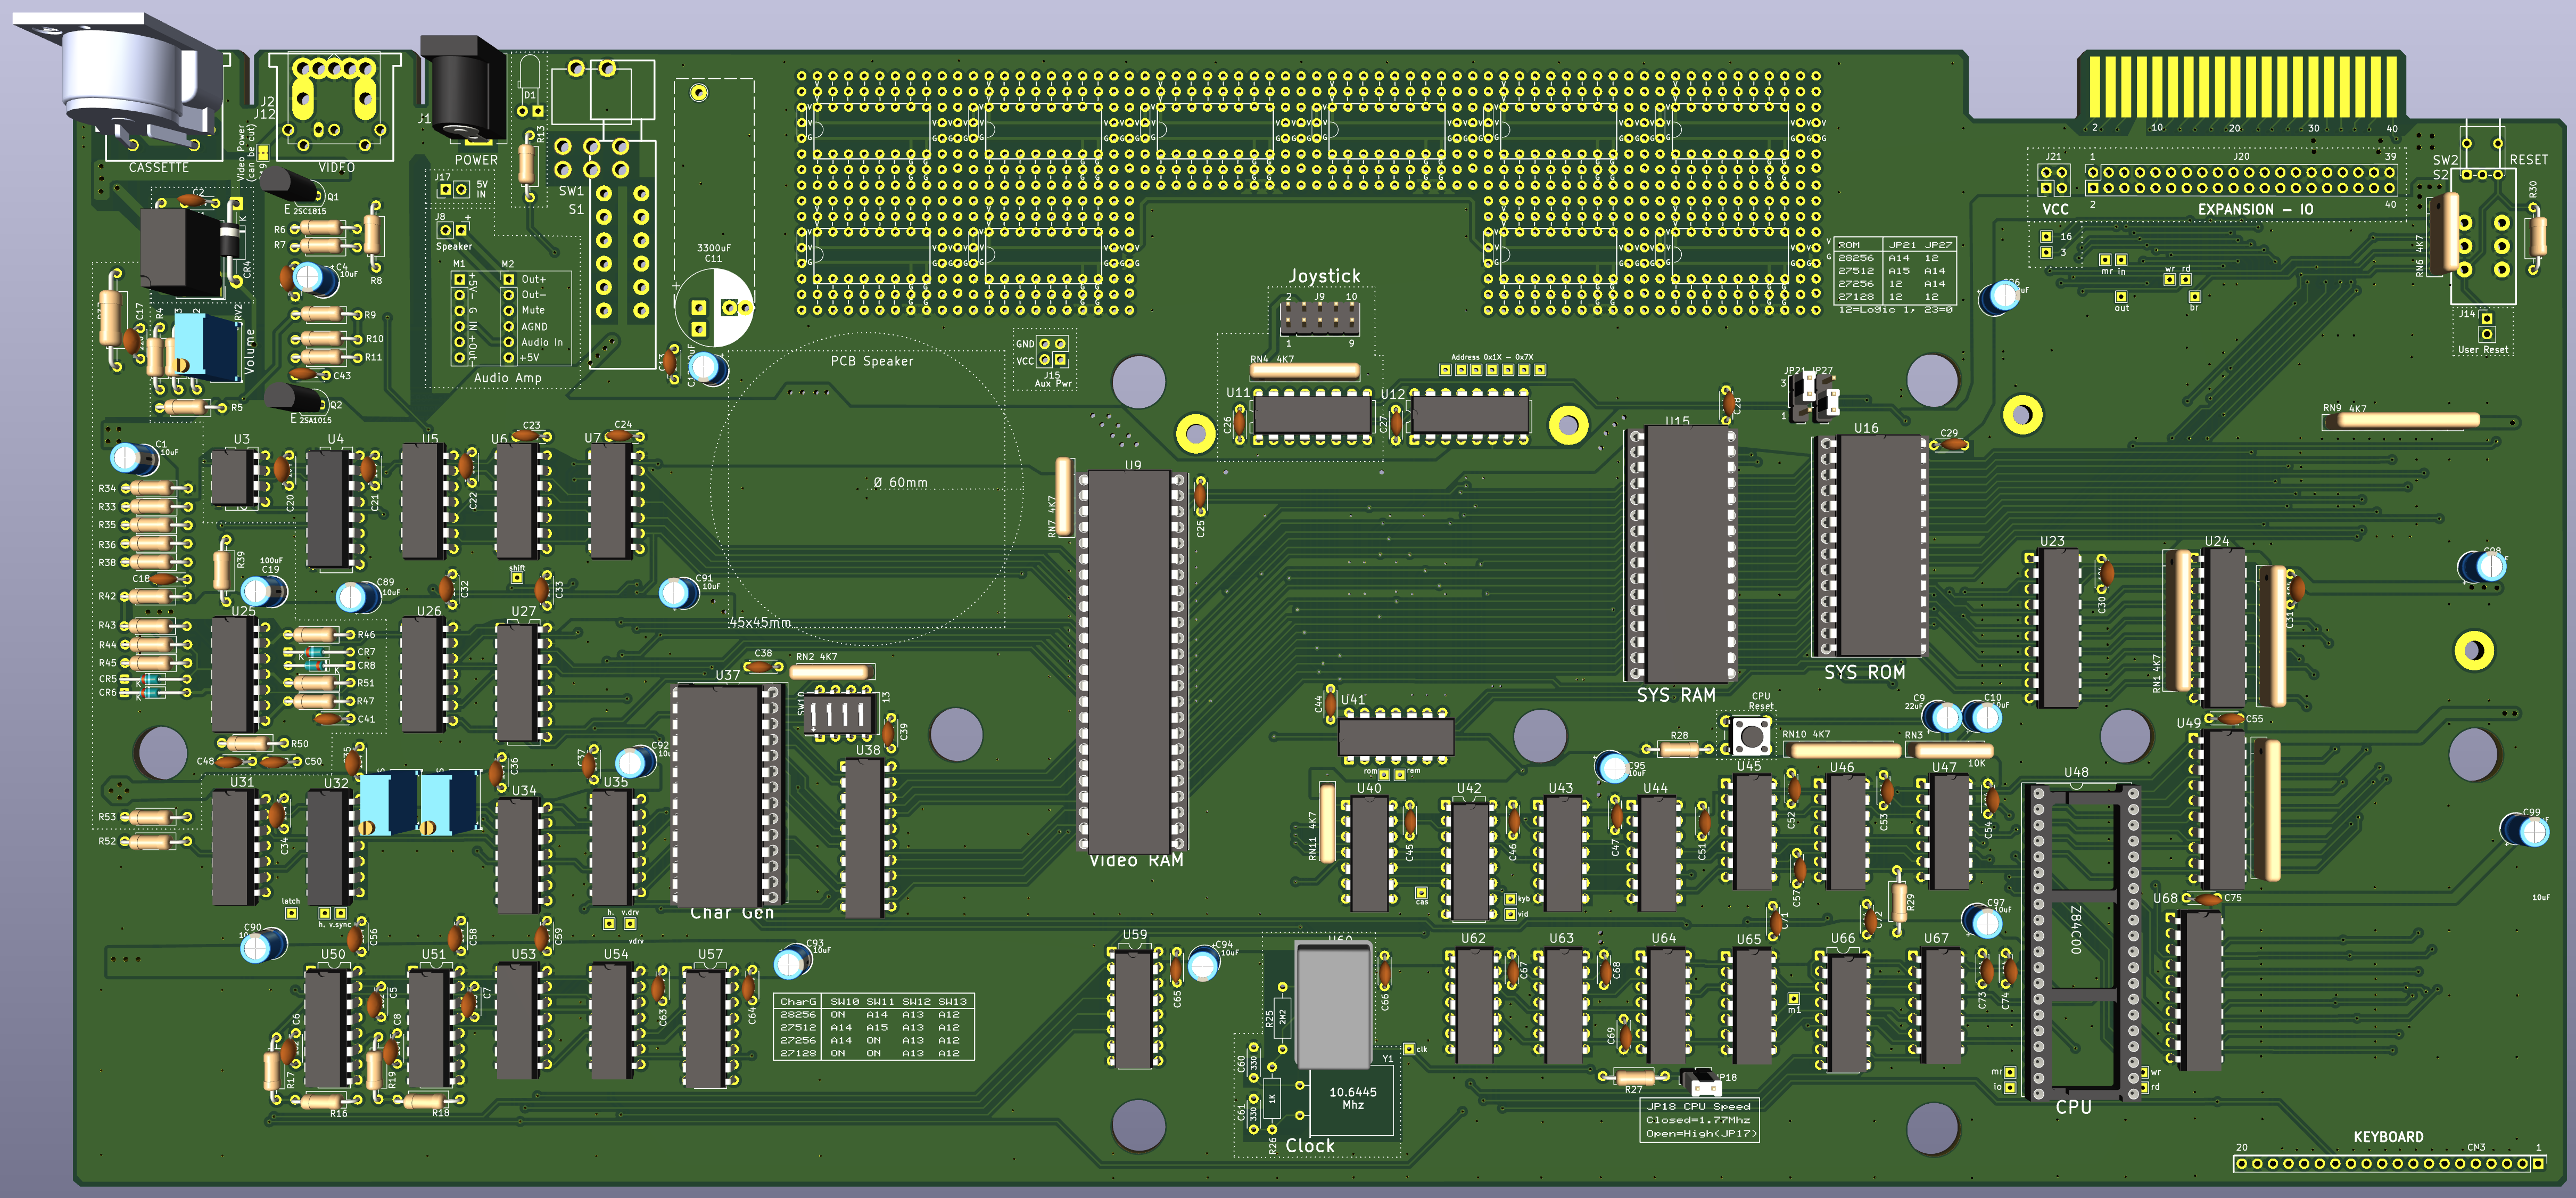 J2
J12
CASSETTE
Video Power
(can be cut)
VIDEO
J1
POWER
D1
R13
SW1
S1
J17
5V
IN
J8
+
Speaker
M1
M2
+5V
Out+
Out-
Mute
AGND
Audio In
+5V
Audio Amp
3300uF
C11
C2
CR4
E 2SC1815 Q1
R6
R7
R8
C4
10uF
R9
R10
R11
C43
E 2SA1015 Q2
C17
R4
RV2
Volume
R5
PCB Speaker
Ø 60mm
45x45mm
GND
VCC
J15
Aux Pwr
Joystick
2 J9 10
1 9
RN4 4K7
Address 0x1X - 0x7X
U11
U12
C26
C27
C28
ROM JP21 JP27
28256 A14 12
27512 A15 A14
27256 12 A14
27128 12 12
12=Logic 1, 23=0
2 10 20 30 40
J21
1 J20 39
VCC
2 40
EXPANSION - IO
16
3
mr in
wr rd
out
br
SW2
S2
RESET
R30
RN6 4K7
J14
User Reset
JP21 JP27
3
1
RN9 4K7
U15
U16
C29
SYS RAM
SYS ROM
C1
10uF
U3
U4
U5
U6
U7
C20
C21
C22
C23
C24
R34
R33
R35
R36
R38
C18
R42
R39
100uF
C19
C89
10uF
C32
shift
C33
C91
10uF
RN7 4K7
U9
C25
Video RAM
U25
U26
U27
R43
R44
R45
CR5
CR6
R46
CR7
CR8
R51
R47
C41
R50
C48
C50
C38
RN2 4K7
U37
SW10
13
C39
U38
Char Gen
C35
C36
C37
C92
U31
U32
U34
U35
C34
R53
R52
latch
h. v.sync
h. v.drv
vdrv
C90
C56
C58
C59
C93
10uF
U50
U51
U53
U54
U57
C5
C6
C7
C8
C63
C64
R17
R19
R16
R18
CharG SW10 SW11 SW12 SW13
28256 ON A14 A13 A12
27512 A14 A15 A13 A12
27256 A14 ON A13 A12
27128 ON ON A13 A12
U23
U24
C30
C31
RN1 4K7
C98
10uF
C44
U41
rom
ram
CPU
Reset
R28
C95
10uF
C9
22uF
C10
10uF
RN10 4K7
RN3
10K
U49
C55
RN11 4K7
U40
U42
U43
U44
U45
U46
U47
U48
C45
C46
C47
C51
C52
C53
C54
C57
R29
cas
kyb
vid
C71
C72
C97
10uF
Z84C00
CPU
C99
10uF
U68
C75
U59
C65
C94
10uF
U60
C66
R25
2M2
C60
330
C61
330
1K
R26
Y1
10.6445
Mhz
Clock
clk
U62
U63
U64
U65
U66
U67
C67
C68
C69
C73
C74
m1
R27
JP18
JP18 CPU Speed
Closed=1.77Mhz
Open=High(JP17)
mr
io
wr
rd
KEYBOARD
20 CN3 1